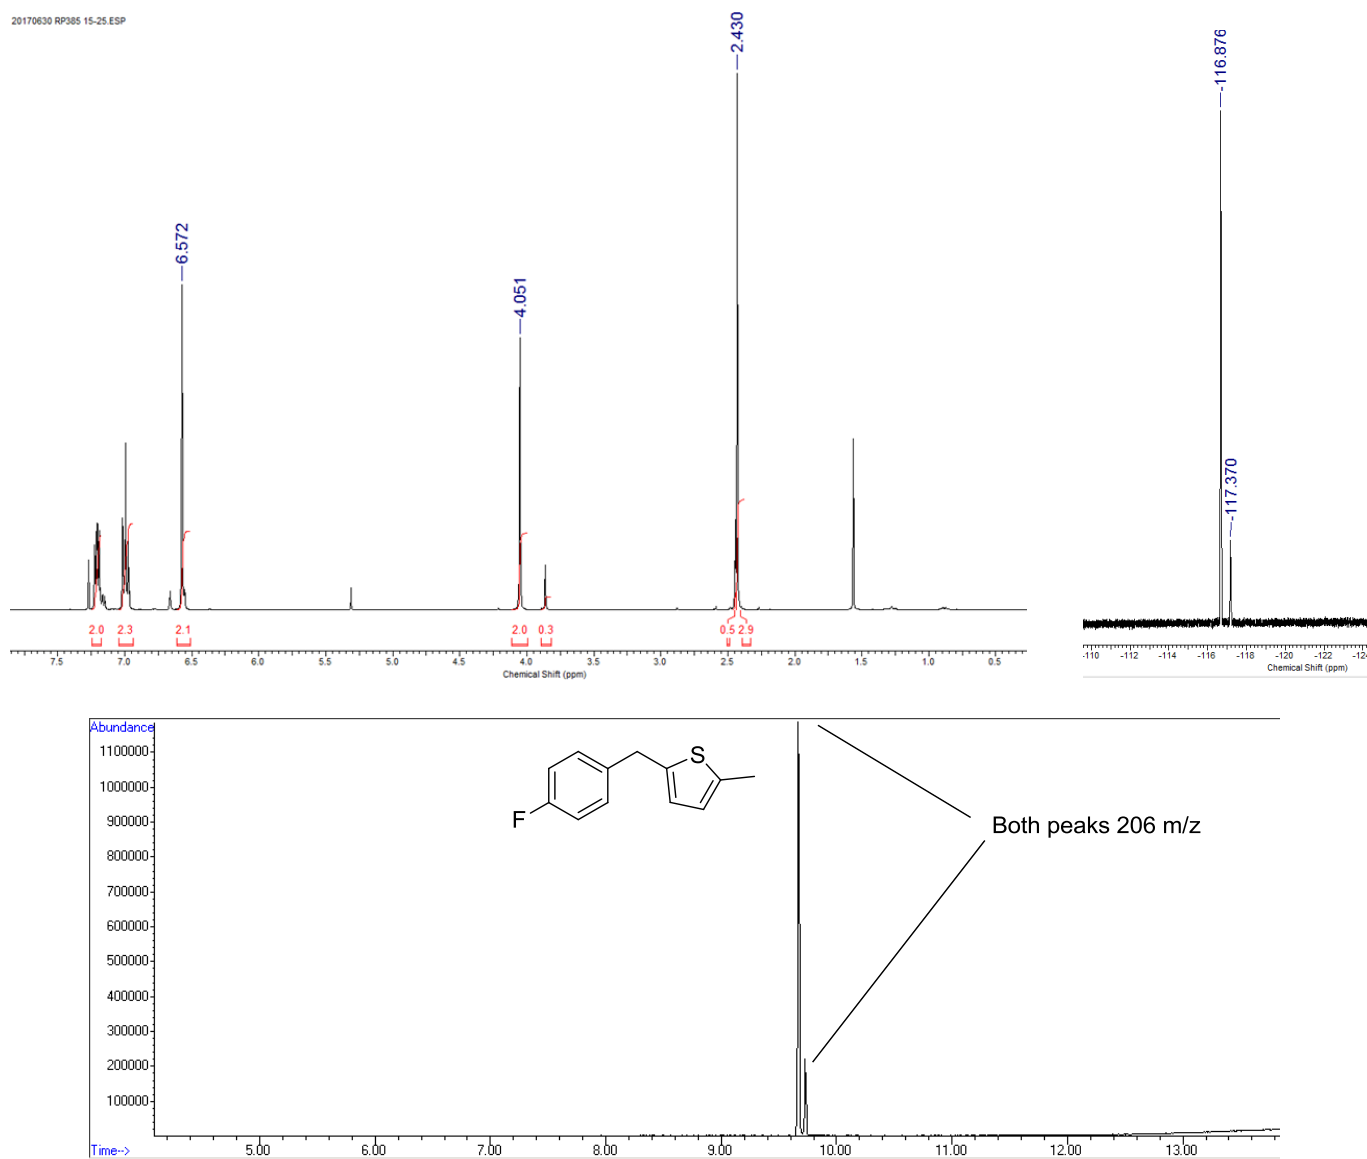 20170630 RP385 15-25.ESP
6.572
4.051
2.430
2.0 2.3 2.1 2.0 0.3 0.5 2.9
7.5 7.0 6.5 6.0 5.5 5.0 4.5 4.0 3.5 3.0 2.5 2.0 1.5 1.0 0.5
Chemical Shift (ppm)
-116.876
-117.370
-110 -112 -114 -116 -118 -120 -122 -124
Chemical Shift (ppm)
Abundance
1100000
1000000
900000
800000
700000
600000
500000
400000
300000
200000
100000
F
S
Both peaks 206 m/z
Time-->
5.00 6.00 7.00 8.00 9.00 10.00 11.00 12.00 13.00